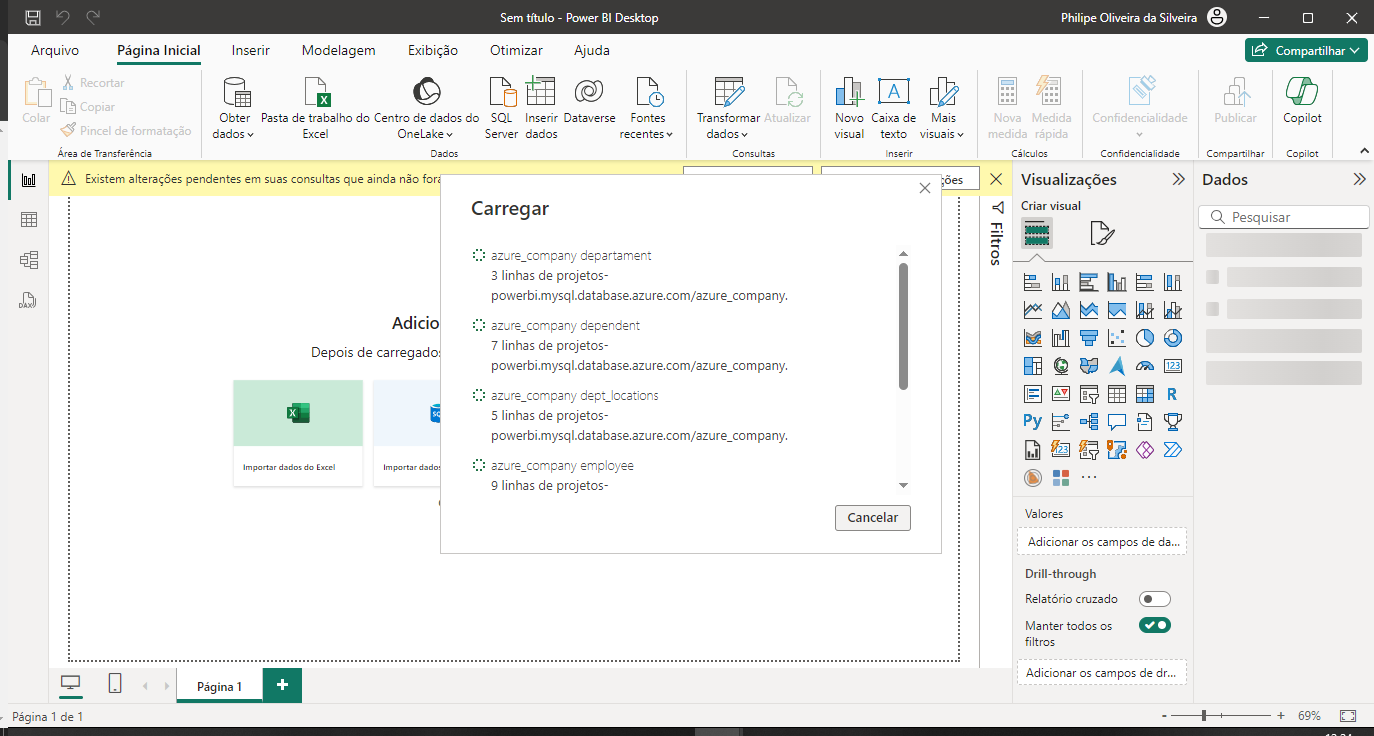 Sem título - Power BI Desktop
Philipe Oliveira da Silveira
Arquivo
Página Inicial
Inserir
Modelagem
Exibição
Otimizar
Ajuda
Compartilhar
Colar
Recortar
Copiar
Pincel de formatação
Área de Transferência
Obter
dados
Pasta de trabalho do
Excel
Centro de dados do
OneLake
SQL
Server
Inserir
dados
Dataverse
Fontes
recentes
Dados
Transformar
dados
Atualizar
Consultas
Novo
visual
Caixa de
texto
Mais
visuais
Inserir
Nova
medida
Medida
rápida
Cálculos
Confidencialidade
Confidencialidade
Publicar
Compartilhar
Copilot
Copilot
Existem alterações pendentes em suas consultas que ainda não fora
ções
Carregar
azure_company departament
3 linhas de projetos-
powerbi.mysql.database.azure.com/azure_company.
azure_company dependent
7 linhas de projetos-
powerbi.mysql.database.azure.com/azure_company.
azure_company dept_locations
5 linhas de projetos-
powerbi.mysql.database.azure.com/azure_company.
azure_company employee
9 linhas de projetos-
Cancelar
Adicio
Depois de carregados
Importar dados do Excel
Importar dados
Filtros
Visualizações
Criar visual
123
R
Py
123
Valores
Adicionar os campos de da...
Drill-through
Relatório cruzado
Manter todos os
filtros
Adicionar os campos de dr...
Dados
Pesquisar
Página 1
Página 1 de 1
69%